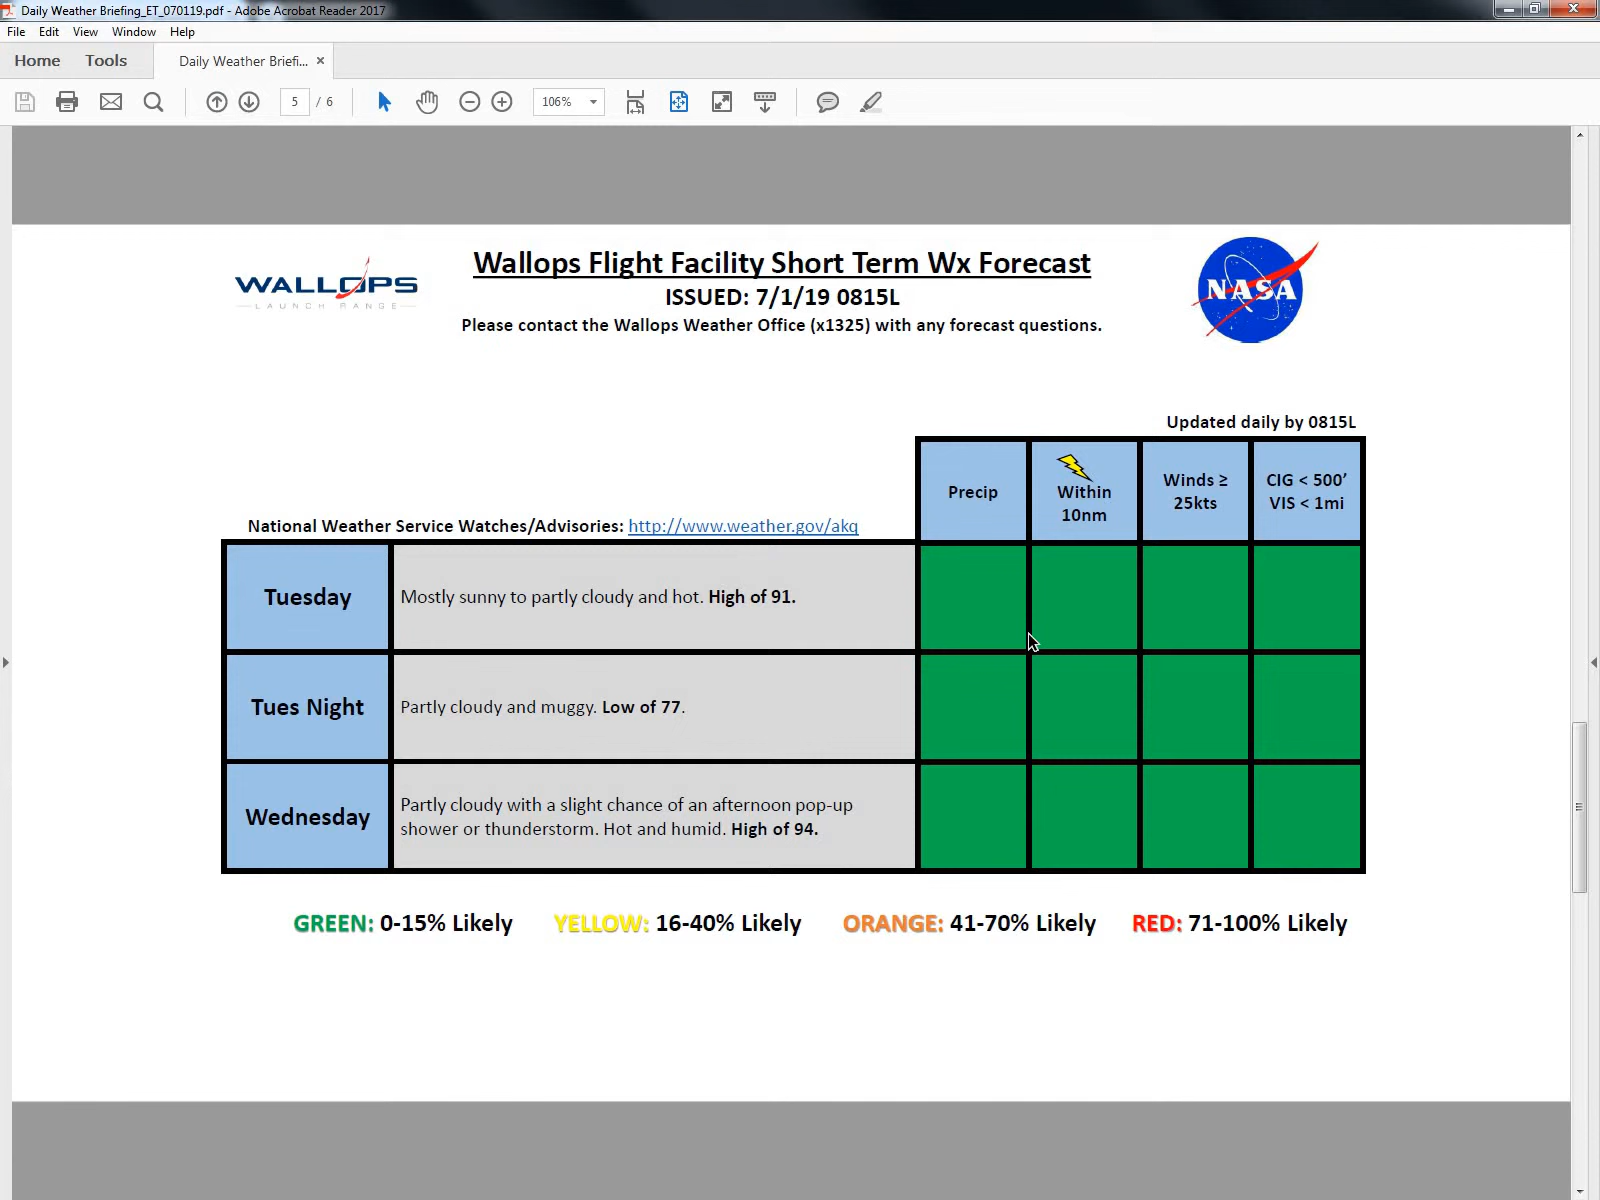 Daily Weather Briefing_ET_070119.pdf - Adobe Acrobat Reader 2017
File Edit View Window Help
Home Tools Daily Weather Briefi... ×
5 / 6 106%
WALLOPS
LAUNCH RANGE
Wallops Flight Facility Short Term Wx Forecast
ISSUED: 7/1/19 0815L
Please contact the Wallops Weather Office (x1325) with any forecast questions.
NASA
Updated daily by 0815L
Precip
Within
10nm
Winds ≥
25kts
CIG < 500’
VIS < 1mi
National Weather Service Watches/Advisories: http://www.weather.gov/akq
Tuesday
Mostly sunny to partly cloudy and hot. High of 91.
Tues Night
Partly cloudy and muggy. Low of 77.
Wednesday
Partly cloudy with a slight chance of an afternoon pop-up
shower or thunderstorm. Hot and humid. High of 94.
GREEN: 0-15% Likely YELLOW: 16-40% Likely ORANGE: 41-70% Likely RED: 71-100% Likely